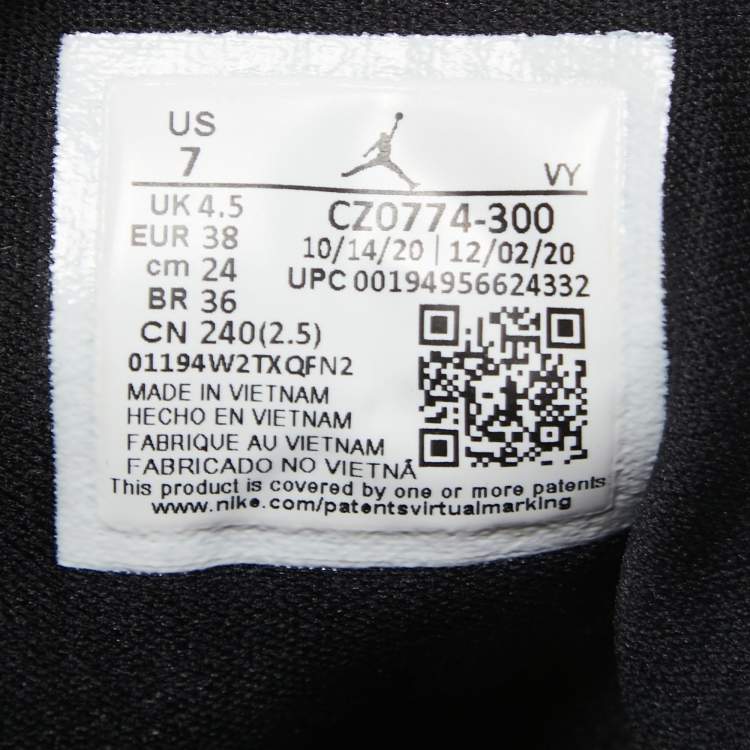 US
7
VY
UK 4.5
EUR 38
cm 24
BR 36
CN 240(2.5)
CZ0774-300
10/14/20 | 12/02/20
UPC 00194956624332
01194W2TXQFN2
MADE IN VIETNAM
HECHO EN VIETNAM
FABRIQUE AU VIETNAM
FABRICADO NO VIETNÃ
This product is covered by one or more patents
www.nike.com/patentsvirtualmarking